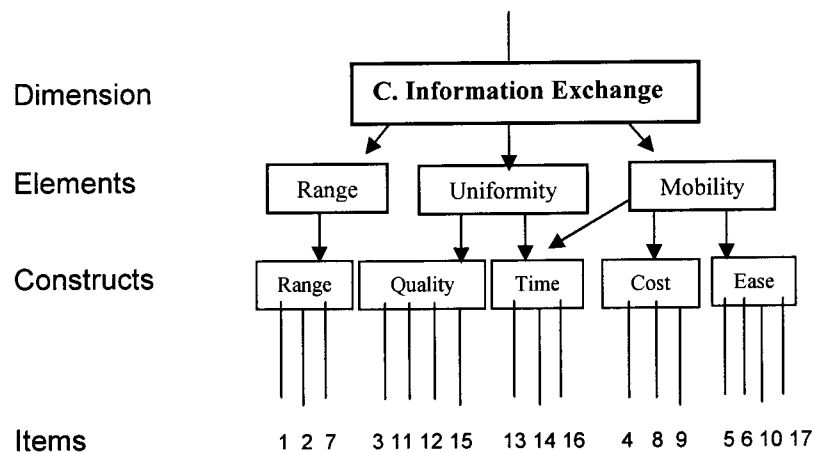 Dimension C. Information Exchange
Elements Range Uniformity Mobility
Constructs Range Quality Time Cost Ease
Items 1 2 7 3 11 12 15 13 14 16 4 8 9 5 6 10 17